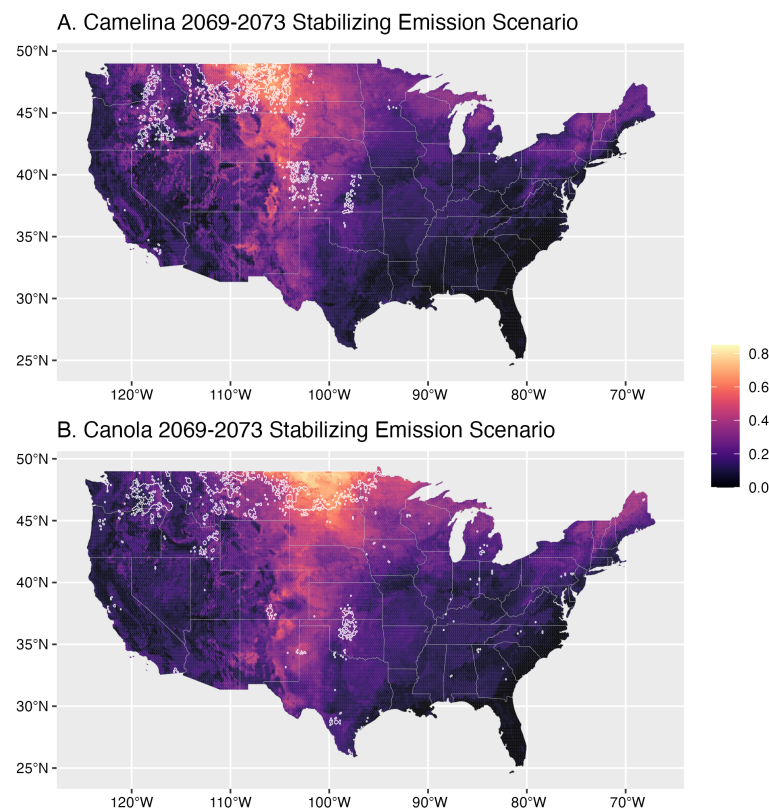 A. Camelina 2069-2073 Stabilizing Emission Scenario
50°N
45°N
40°N
35°N
30°N
25°N
120°W 110°W 100°W 90°W 80°W 70°W
B. Canola 2069-2073 Stabilizing Emission Scenario
50°N
45°N
40°N
35°N
30°N
25°N
120°W 110°W 100°W 90°W 80°W 70°W
0.8
0.6
0.4
0.2
0.0